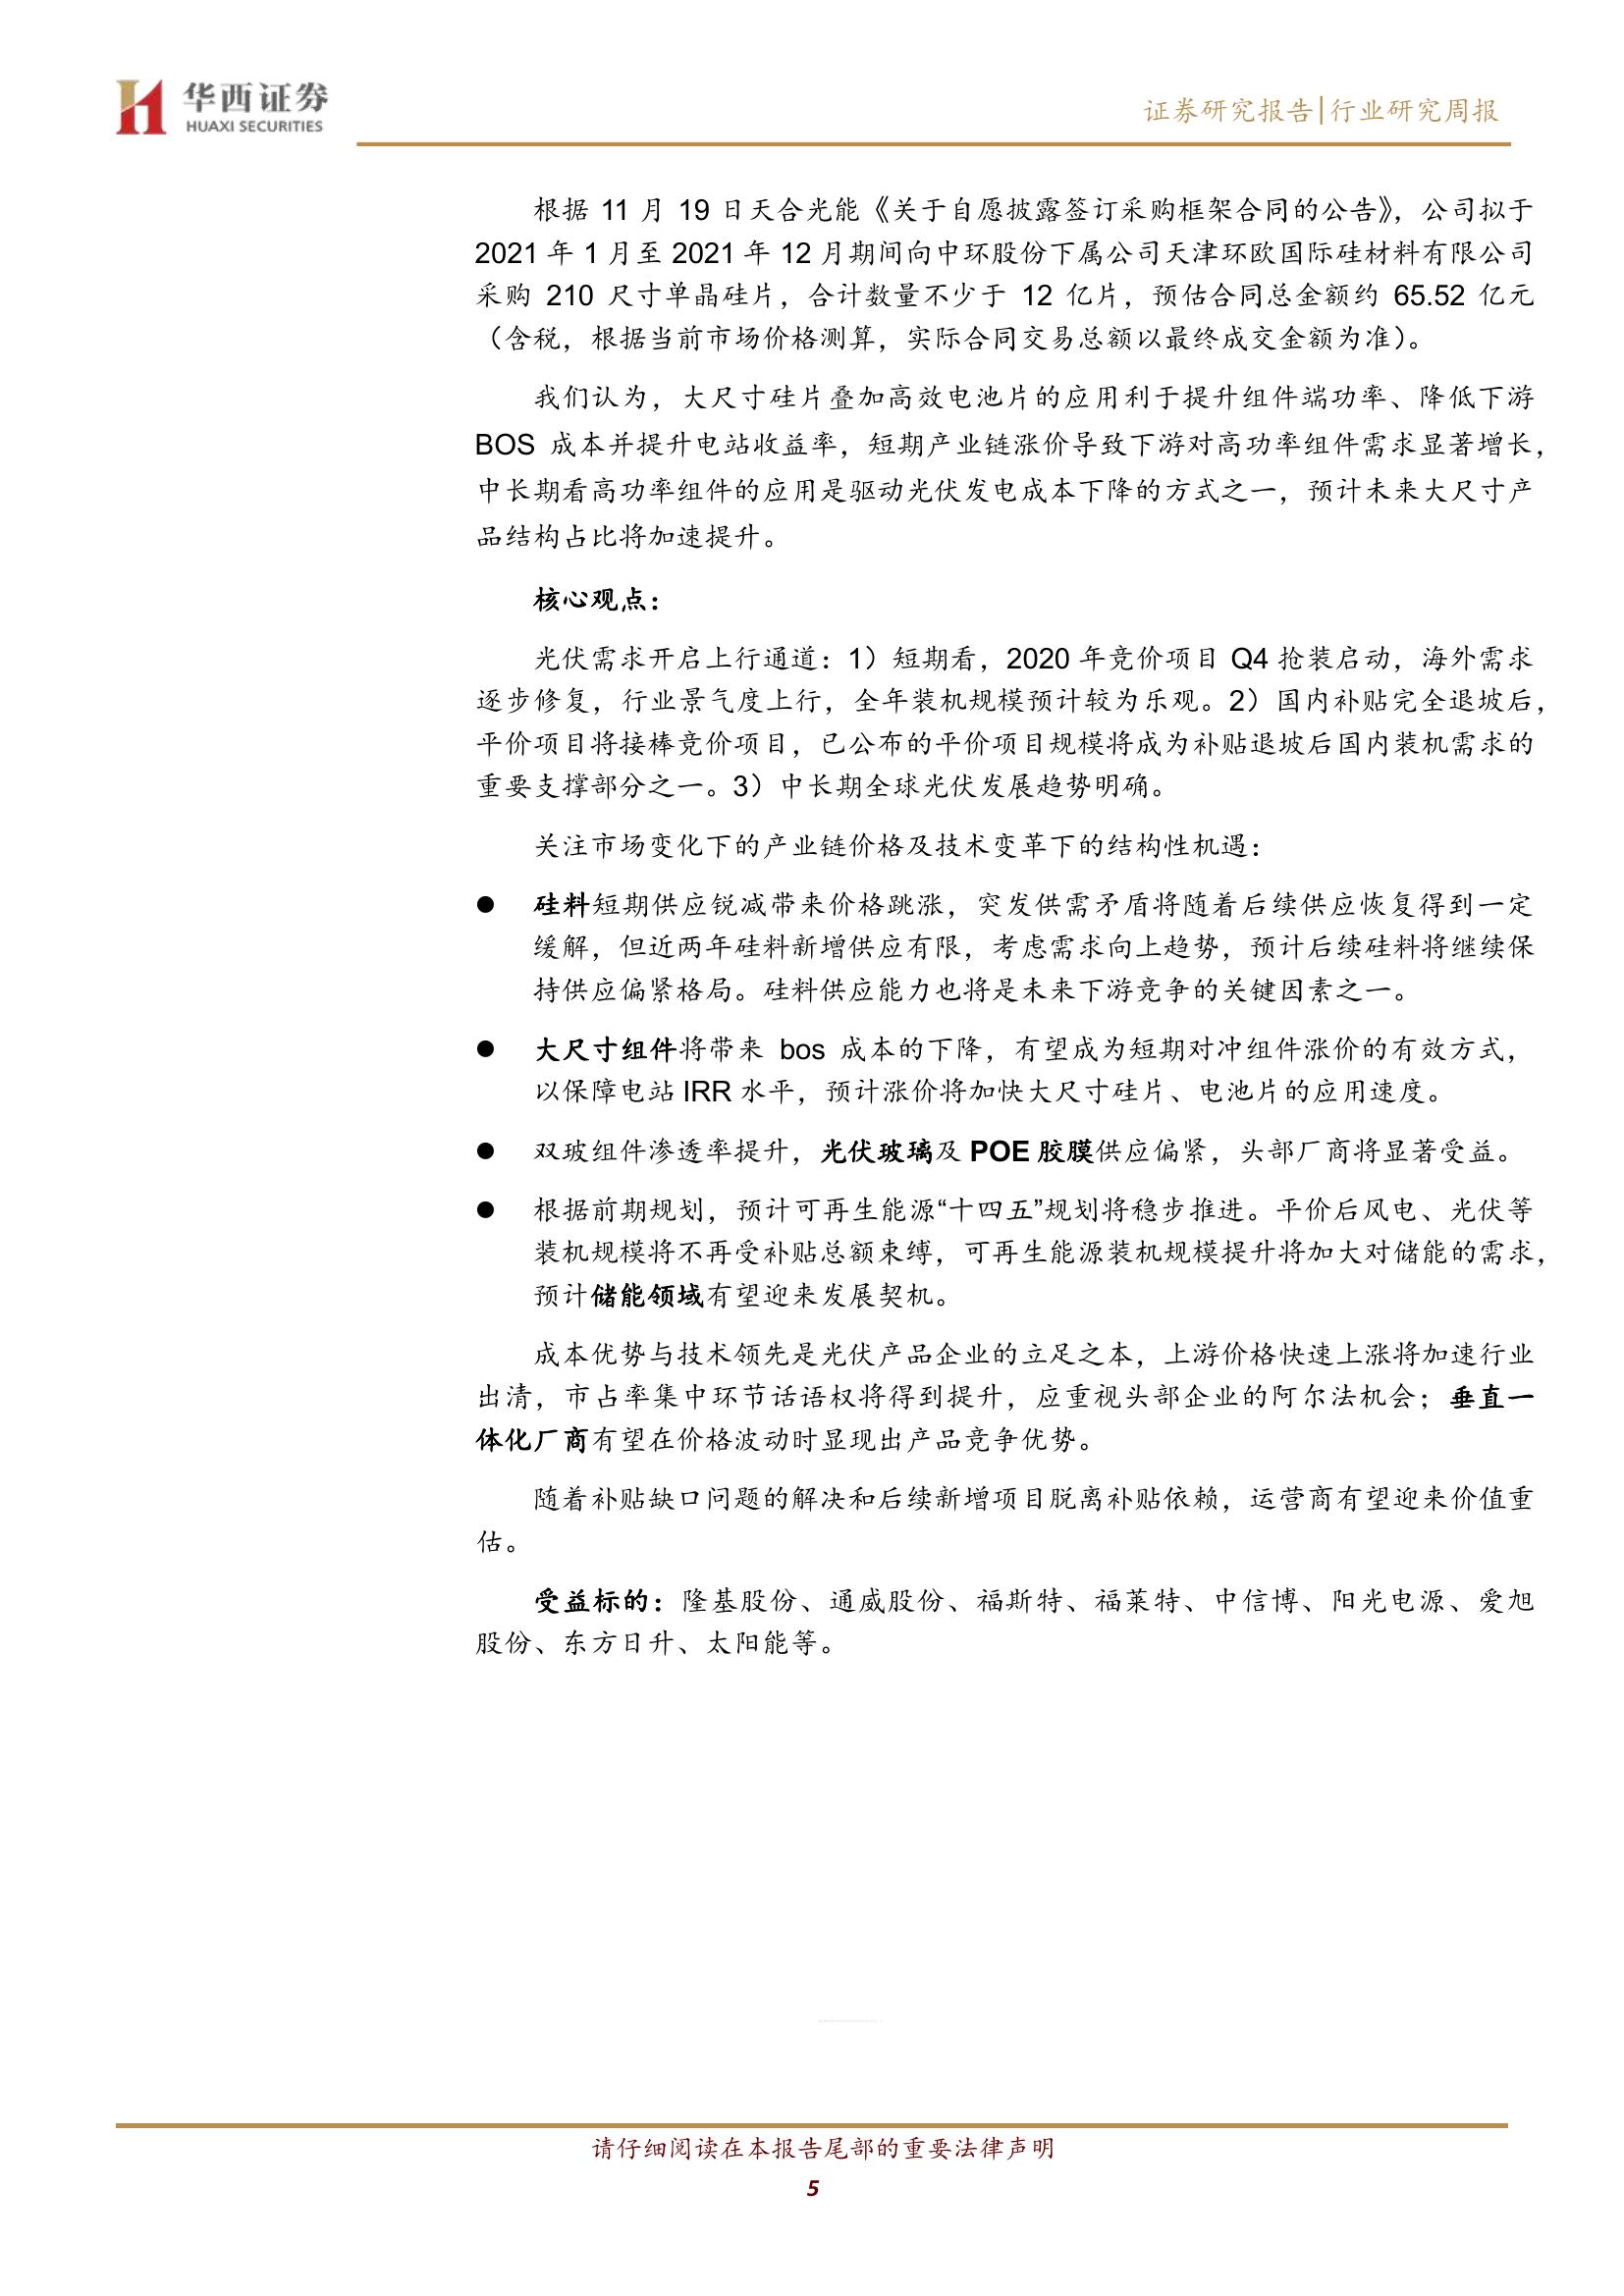 华西证券
HUAXI SECURITIES
证券研究报告|行业研究周报
根据 11 月 19 日天合光能《关于自愿披露签订采购框架合同的公告》，公司拟于
2021 年 1 月至 2021 年 12 月期间向中环股份下属公司天津环欧国际硅材料有限公司
采购 210 尺寸单晶硅片，合计数量不少于 12 亿片，预估合同总金额约 65.52 亿元
（含税，根据当前市场价格测算，实际合同交易总额以最终成交金额为准）。
我们认为，大尺寸硅片叠加高效电池片的应用利于提升组件端功率、降低下游
BOS 成本并提升电站收益率，短期产业链涨价导致下游对高功率组件需求显著增长，
中长期看高功率组件的应用是驱动光伏发电成本下降的方式之一，预计未来大尺寸产
品结构占比将加速提升。
核心观点：
光伏需求开启上行通道：1）短期看，2020 年竞价项目 Q4 抢装启动，海外需求
逐步修复，行业景气度上行，全年装机规模预计较为乐观。2）国内补贴完全退坡后，
平价项目将接棒竞价项目，已公布的平价项目规模将成为补贴退坡后国内装机需求的
重要支撑部分之一。3）中长期全球光伏发展趋势明确。
关注市场变化下的产业链价格及技术变革下的结构性机遇：
● 硅料短期供应锐减带来价格跳涨，突发供需矛盾将随着后续供应恢复得到一定
缓解，但近两年硅料新增供应有限，考虑需求向上趋势，预计后续硅料将继续保
持供应偏紧格局。硅料供应能力也将是未来下游竞争的关键因素之一。
● 大尺寸组件将带来 bos 成本的下降，有望成为短期对冲组件涨价的有效方式，
以保障电站 IRR 水平，预计涨价将加快大尺寸硅片、电池片的应用速度。
● 双玻组件渗透率提升，光伏玻璃及 POE 胶膜供应偏紧，头部厂商将显著受益。
● 根据前期规划，预计可再生能源“十四五”规划将稳步推进。平价后风电、光伏等
装机规模将不再受补贴总额束缚，可再生能源装机规模提升将加大对储能的需求，
预计储能领域有望迎来发展契机。
成本优势与技术领先是光伏产品企业的立足之本，上游价格快速上涨将加速行业
出清，市占率集中环节话语权将得到提升，应重视头部企业的阿尔法机会；垂直一
体化厂商有望在价格波动时显现出产品竞争优势。
随着补贴缺口问题的解决和后续新增项目脱离补贴依赖，运营商有望迎来价值重
估。
受益标的：隆基股份、通威股份、福斯特、福莱特、中信博、阳光电源、爱旭
股份、东方日升、太阳能等。
请仔细阅读在本报告尾部的重要法律声明
5